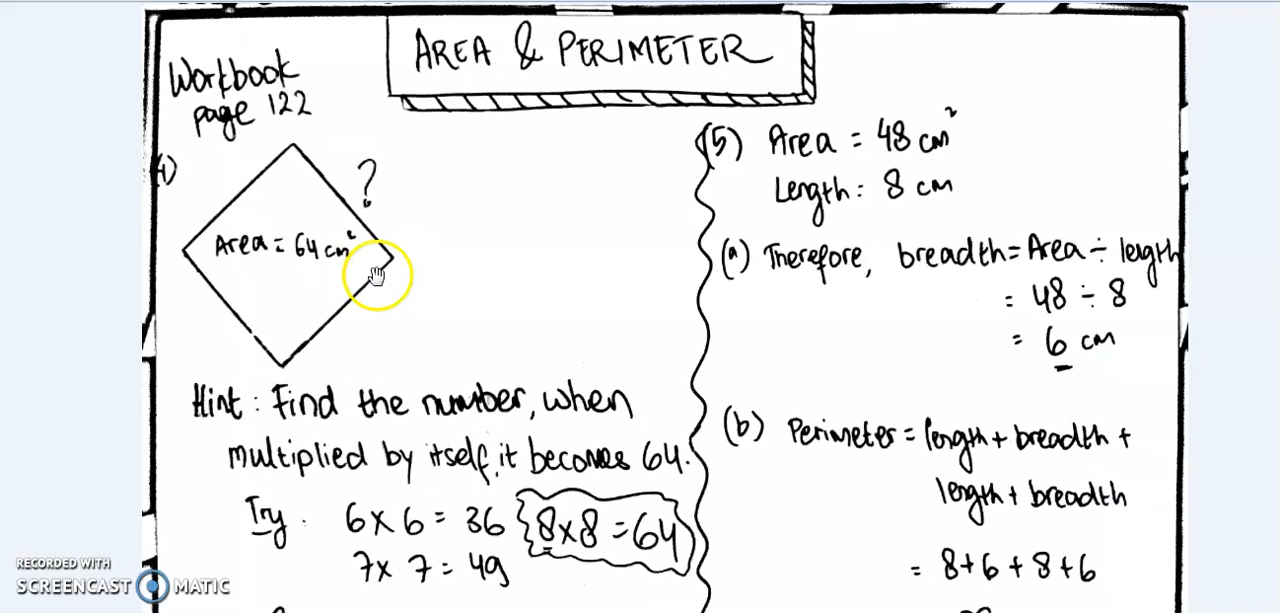 AREA & PERIMETER
Workbook
page 122
?
Area = 64 cm²
Hint : Find the number, when
multiplied by itself, it becomes 64.
Try : 6 x 6 = 36
7 x 7 = 49
8 x 8 = 64
(5) Area = 48 cm²
Length : 8 cm
(a) Therefore, breadth = Area ÷ length
= 48 ÷ 8
= 6 cm
(b) Perimeter = length + breadth +
length + breadth
= 8 + 6 + 8 + 6
RECORDED WITH
SCREENCAST MATIC